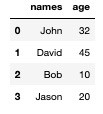 names age
0 John 32
1 David 45
2 Bob 10
3 Jason 20